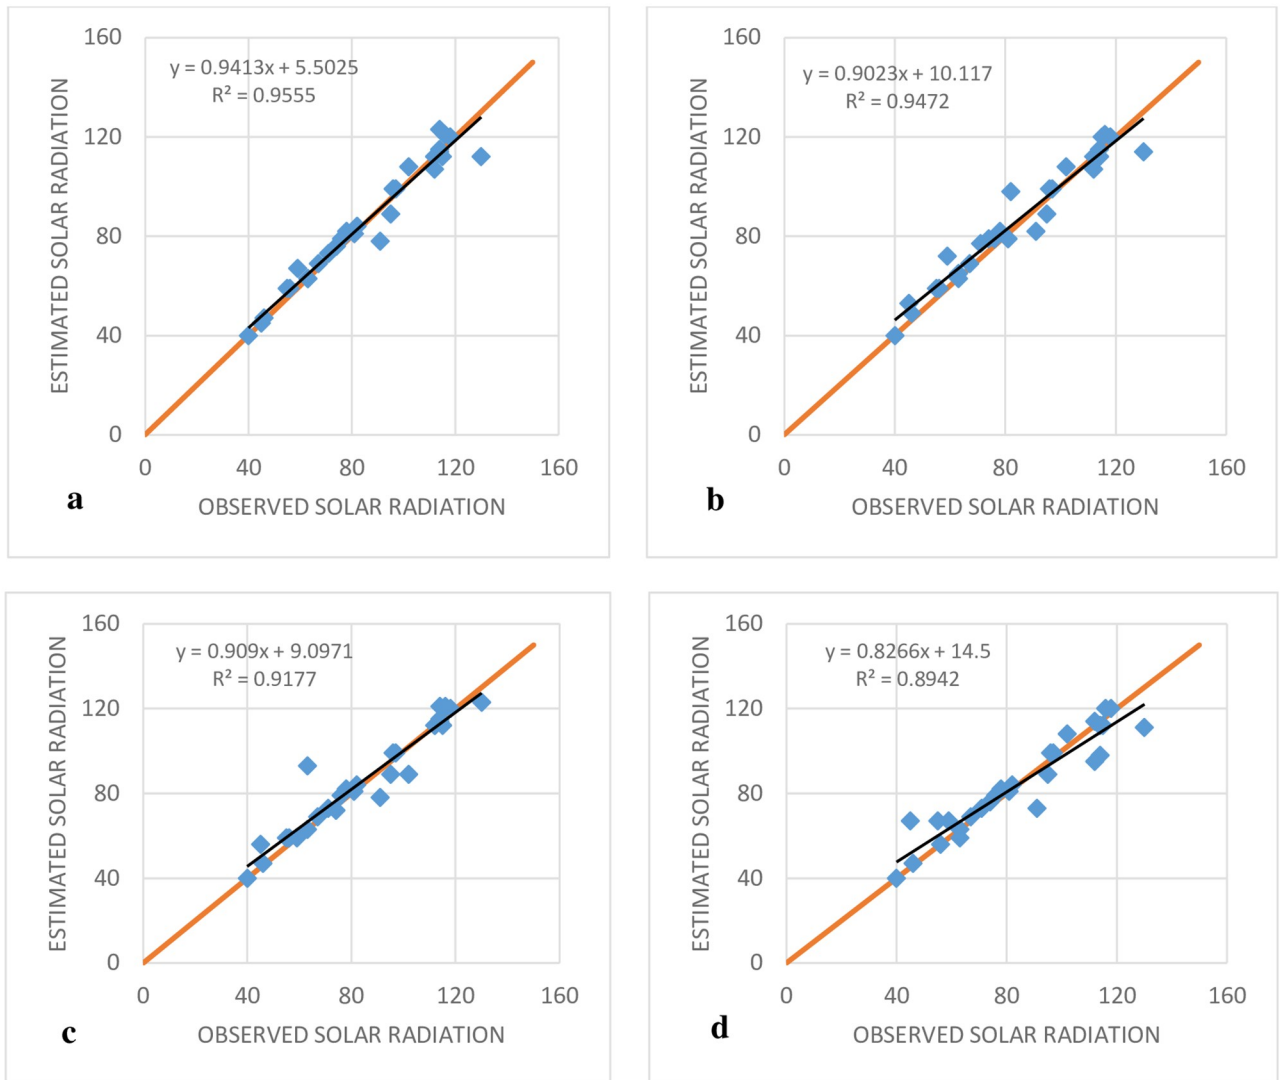 160
120
80
40
0
ESTIMATED SOLAR RADIATION
y = 0.9413x + 5.5025
R² = 0.9555
0 40 80 120 160
OBSERVED SOLAR RADIATION
a
160
120
80
40
0
ESTIMATED SOLAR RADIATION
y = 0.9023x + 10.117
R² = 0.9472
0 40 80 120 160
OBSERVED SOLAR RADIATION
b
160
120
80
40
0
ESTIMATED SOLAR RADIATION
y = 0.909x + 9.0971
R² = 0.9177
0 40 80 120 160
OBSERVED SOLAR RADIATION
c
160
120
80
40
0
ESTIMATED SOLAR RADIATION
y = 0.8266x + 14.5
R² = 0.8942
0 40 80 120 160
OBSERVED SOLAR RADIATION
d